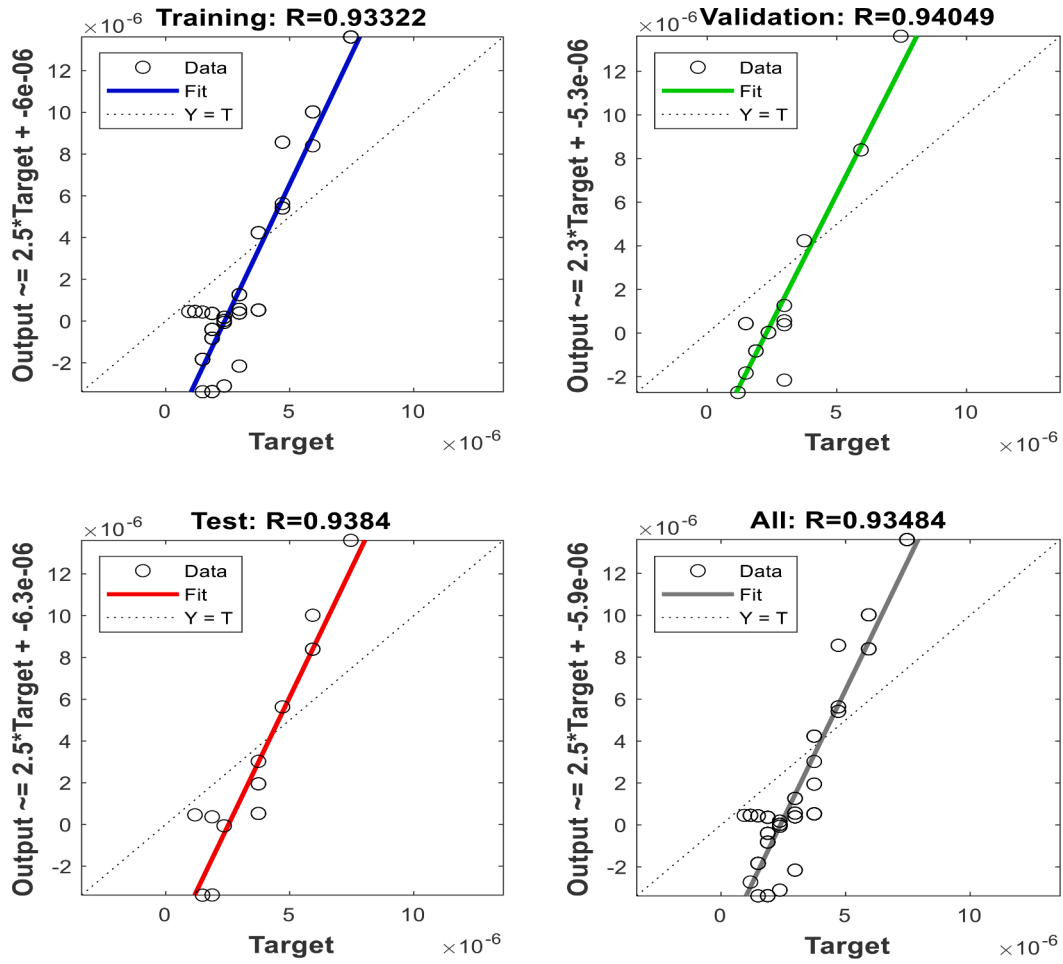 Training: R=0.93322
×10^-6
Output ~= 2.5*Target + -6e-06
Data
Fit
Y = T
12
10
8
6
4
2
0
-2
0 5 10
Target
×10^-6
Validation: R=0.94049
×10^-6
Output ~= 2.3*Target + -5.3e-06
Data
Fit
Y = T
12
10
8
6
4
2
0
-2
0 5 10
Target
×10^-6
Test: R=0.9384
×10^-6
Output ~= 2.5*Target + -6.3e-06
Data
Fit
Y = T
12
10
8
6
4
2
0
-2
0 5 10
Target
×10^-6
All: R=0.93484
×10^-6
Output ~= 2.5*Target + -5.9e-06
Data
Fit
Y = T
12
10
8
6
4
2
0
-2
0 5 10
Target
×10^-6